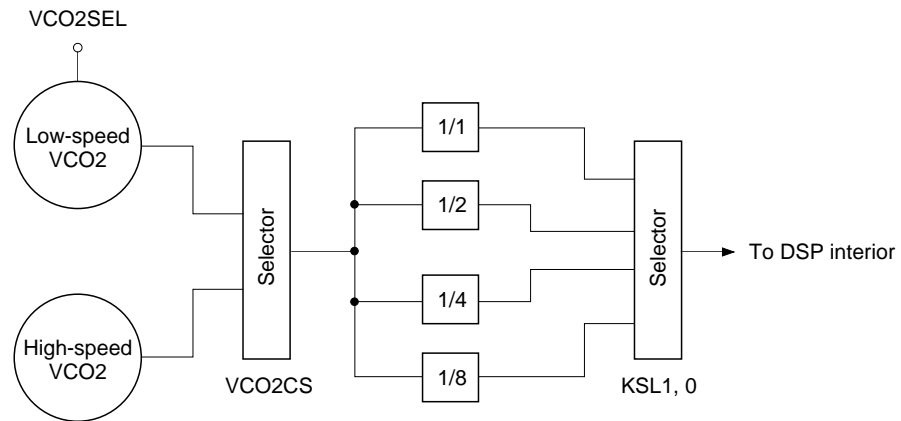 VCO2SEL
Low-speed
VCO2
High-speed
VCO2
Selector
VCO2CS
1/1
1/2
1/4
1/8
Selector
KSL1, 0
To DSP interior